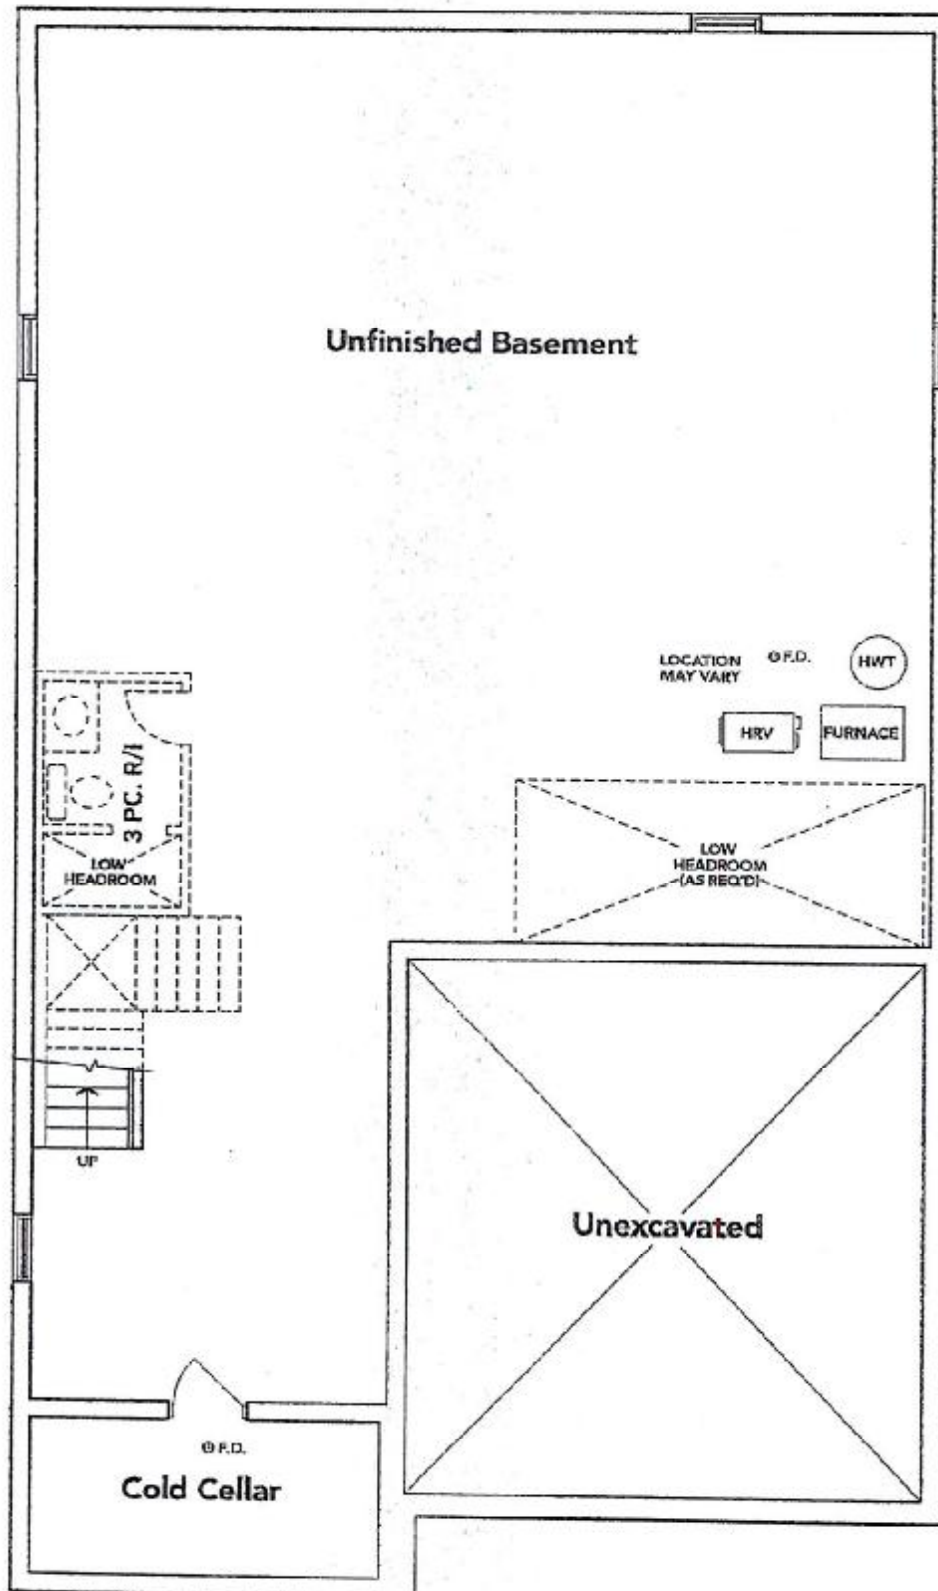 Unfinished Basement
LOCATION
MAY VARY
F.D.
HWT
HRV
FURNACE
3 PC. R/I
LOW
HEADROOM
LOW
HEADROOM
(AS REQ'D)
UP
Unexcavated
F.D.
Cold Cellar